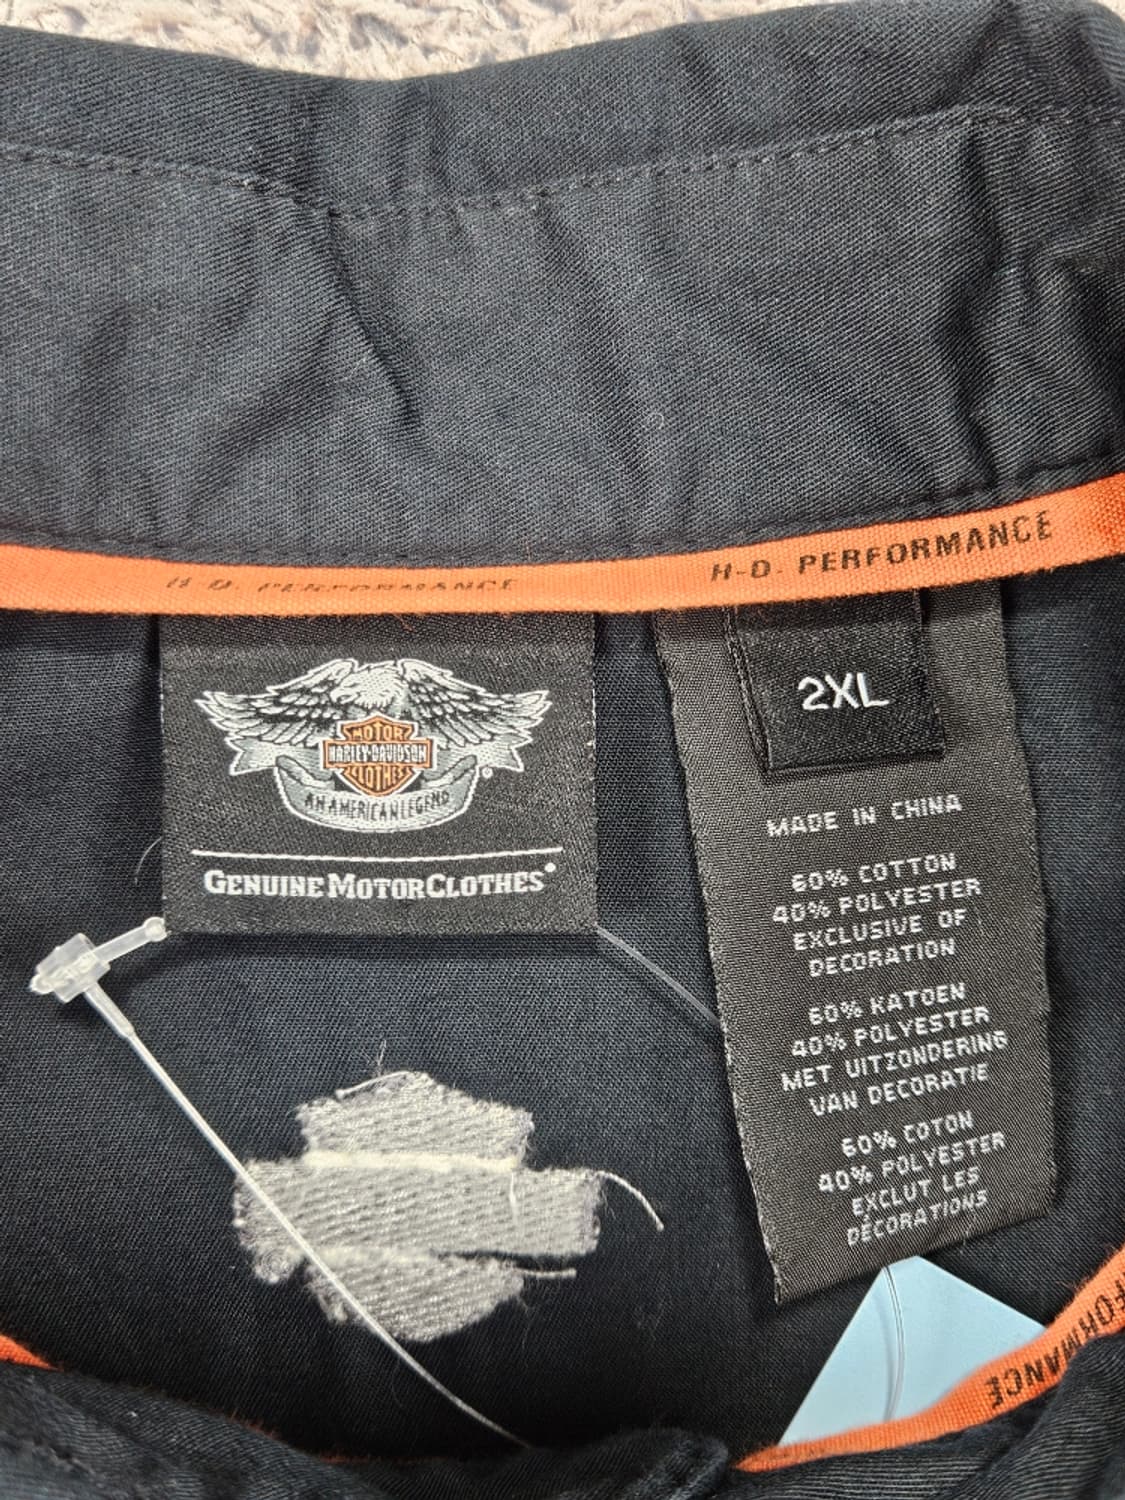 H-D. PERFORMANCE
H-D. PERFORMANCE
MOTOR
HARLEY-DAVIDSON
CLOTHES
AN AMERICAN LEGEND
®
GENUINE MOTORCLOTHES®
2XL
MADE IN CHINA
60% COTTON
40% POLYESTER
EXCLUSIVE OF
DECORATION
60% KATOEN
40% POLYESTER
MET UITZONDERING
VAN DECORATIE
60% COTON
40% POLYESTER
EXCLUT LES
DÉCORATIONS
FORMANCE